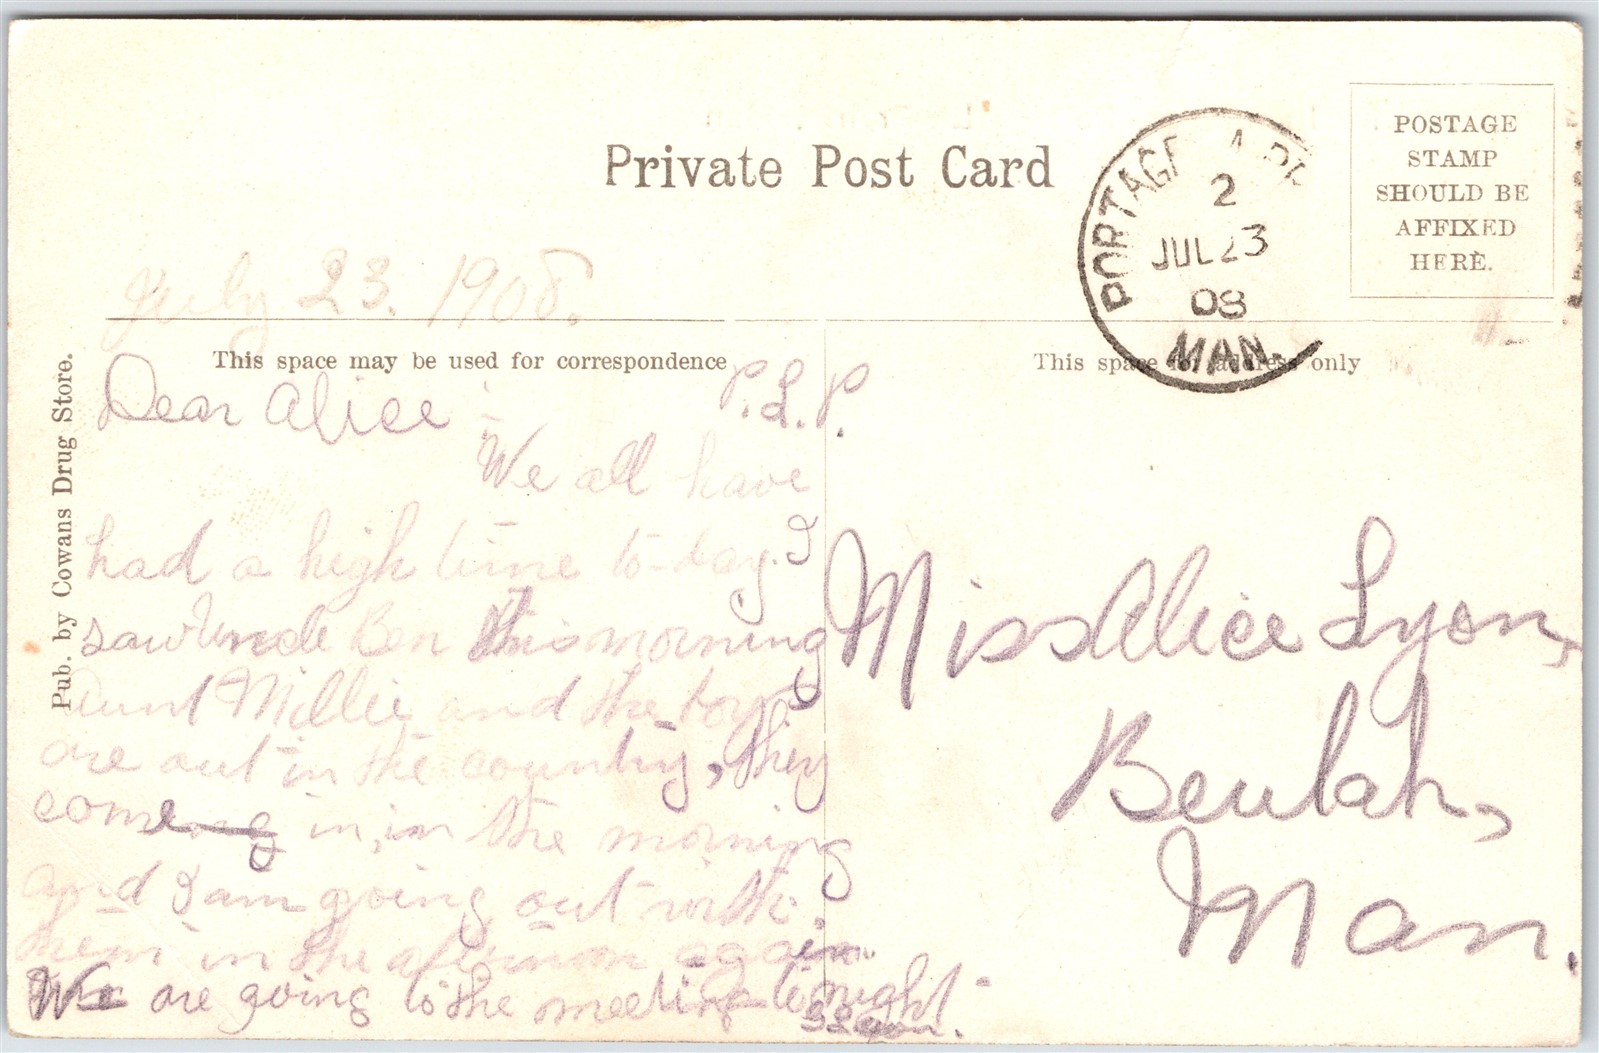 Private Post Card
POSTAGE
STAMP
SHOULD BE
AFFIXED
HERE.
PORTAGE
2
JUL 23
08
MAN.
July 23. 1908.
This space may be used for correspondence
This space for address only
Pub. by Cowans Drug Store.
P.L.P.
Dear Alice :-
We all have
had a high time to-day. I
saw Uncle Ben this morning
Aunt Millie and the boys
are out in the country, they
come in, in the morning
and I am going out with
them in the afternoon again.
We are going to the meeting to-night
Miss Alice Lyon,
Beulah,
Man.